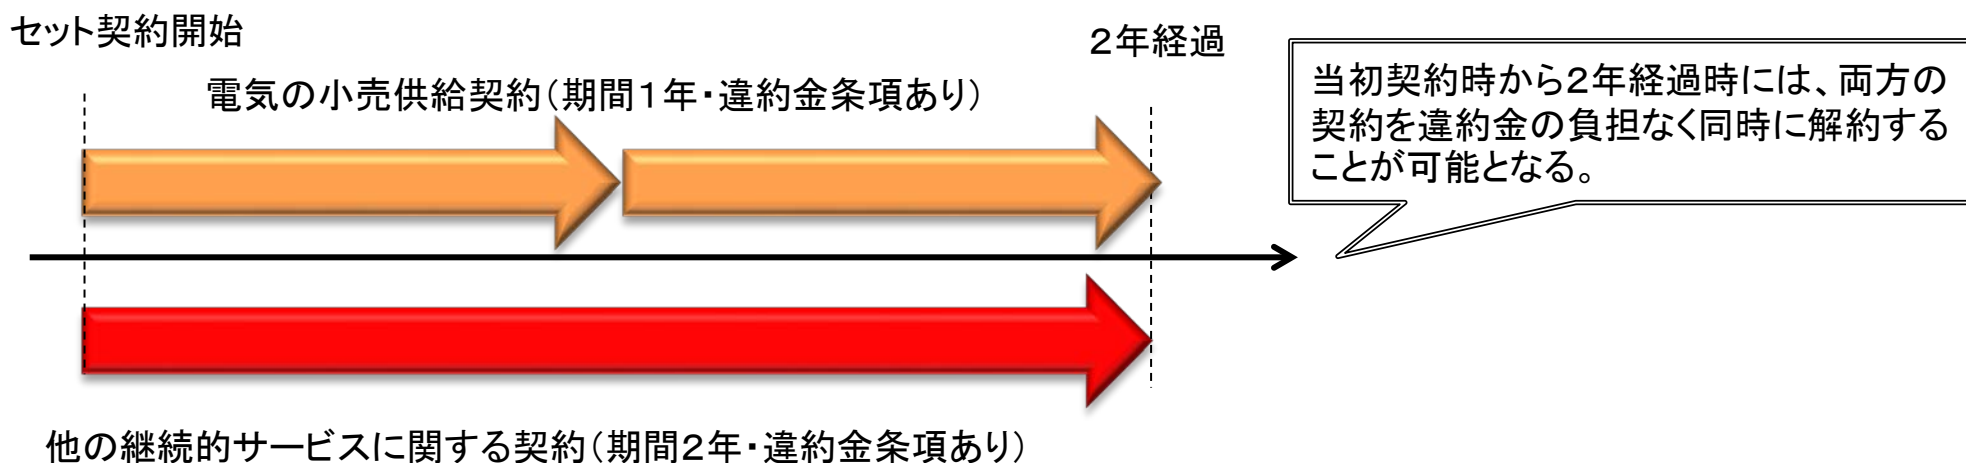 セット契約開始
2年経過
電気の小売供給契約(期間1年・違約金条項あり)
当初契約時から2年経過時には、両方の
契約を違約金の負担なく同時に解約する
ことが可能となる。
他の継続的サービスに関する契約(期間2年・違約金条項あり)